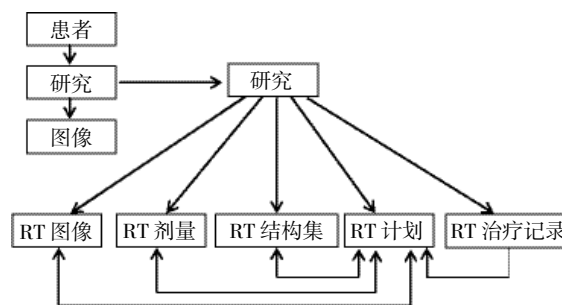 患者
研究
研究
图像
RT 图像
RT 剂量
RT 结构集
RT 计划
RT 治疗记录